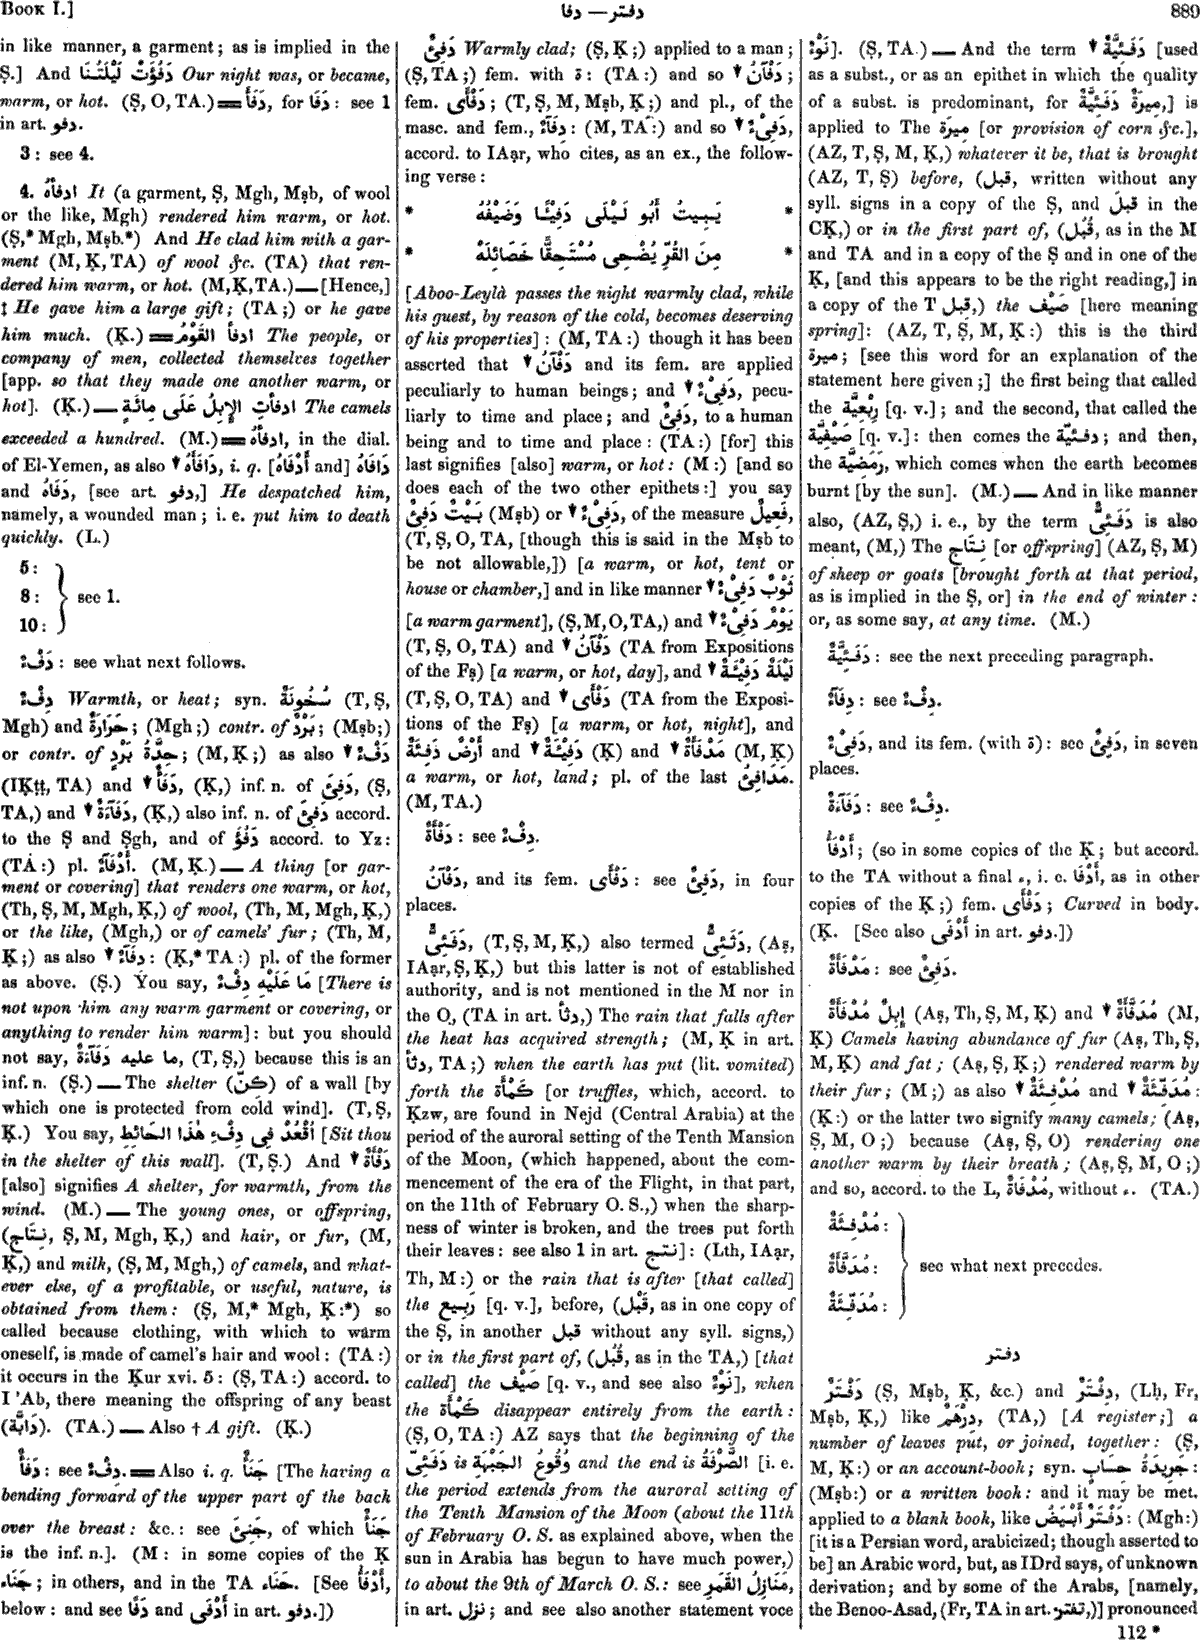 BOOK I.]
دفا — دفتر
889
in like manner, a garment; as is implied in the
Ṣ.] And دَفُؤَتْ لَيْلَتُنَا Our night was, or became,
warm, or hot. (Ṣ, O, TA.) = دَفَأَ, for دَفَا: see 1
in art. دفو.
3: see 4.
4. ادفأهُ It (a garment, Ṣ, Mgh, Mṣb, of wool
or the like, Mgh) rendered him warm, or hot.
(Ṣ,* Mgh, Mṣb.*) And He clad him with a gar-
ment (M, Ḳ, TA) of wool &c. (TA) that ren-
dered him warm, or hot. (M, Ḳ, TA.) — [Hence,]
‡ He gave him a large gift; (TA;) or he gave
him much. (Ḳ.) = ادفأ القَوْمُ The people, or
company of men, collected themselves together
[app. so that they made one another warm, or
hot]. (Ḳ.) — ادفأتِ الإِبِلُ عَلَى مِائَةٍ The camels
exceeded a hundred. (M.) = ادفأهُ, in the dial.
of El-Yemen, as also ▼ دَافَأَهُ, i. q. [أَدْفَاهُ and] دَافَاهُ
and دَفَاهُ, [see art. دفو,] He despatched him,
namely, a wounded man; i. e. put him to death
quickly. (L.)
5:
8: } see 1.
10:
دَفْءٌ: see what next follows.
دِفْءٌ Warmth, or heat; syn. سُخُونَةٌ (T, Ṣ,
Mgh) and حَرَارَةٌ; (Mgh;) contr. of بَرْدٌ; (Mṣb;)
or contr. of حِدَّةُ بَرْدٍ; (M, Ḳ;) as also ▼ دَفْءٌ
(IḲṭṭ, TA) and ▼ دَفَأٌ, (Ḳ,) inf. n. of دَفِئَ, (Ṣ,
TA,) and ▼ دَفَآءَةٌ, (Ḳ,) also inf. n. of دَفِئَ accord.
to the Ṣ and Ṣgh, and of دَفُؤَ accord. to Yz:
(TA:) pl. أَدْفَآءٌ. (M, Ḳ.) — A thing [or gar-
ment or covering] that renders one warm, or hot,
(Th, Ṣ, M, Mgh, Ḳ,) of wool, (Th, M, Mgh, Ḳ,)
or the like, (Mgh,) or of camels' fur; (Th, M,
Ḳ;) as also ▼ دِفَآءٌ: (Ḳ,* TA:) pl. of the former
as above. (Ṣ.) You say, مَا عَلَيْهِ دِفْءٌ [There is
not upon him any warm garment or covering, or
anything to render him warm]: but you should
not say, ما عليه دَفَآءَةٌ, (T, Ṣ,) because this is an
inf. n. (Ṣ.) — The shelter (كِنّ) of a wall [by
which one is protected from cold wind]. (T, Ṣ,
Ḳ.) You say, اُقْعُدْ فِى دِفْءِ هٰذَا الحَائِطِ [Sit thou
in the shelter of this wall]. (T, Ṣ.) And ▼ دَفْأَةٌ
[also] signifies A shelter, for warmth, from the
wind. (M.) — The young ones, or offspring,
(نِتَاج, Ṣ, M, Mgh, Ḳ,) and hair, or fur, (M,
Ḳ,) and milk, (Ṣ, M, Mgh,) of camels, and what-
ever else, of a profitable, or useful, nature, is
obtained from them: (Ṣ, M,* Mgh, Ḳ:*) so
called because clothing, with which to warm
oneself, is made of camel's hair and wool: (TA:)
it occurs in the Ḳur xvi. 5: (Ṣ, TA:) accord. to
I 'Ab, there meaning the offspring of any beast
(دَابَّة). (TA.) — Also † A gift. (Ḳ.)
دَفَأٌ: see دِفْءٌ. = Also i. q. جَنَأٌ [The having a
bending forward of the upper part of the back
over the breast: &c.: see جَنِئَ, of which جَنَأٌ
is the inf. n.]. (M: in some copies of the Ḳ
جَنَاء; in others, and in the TA حَنَاء. [See أَدْفَأُ,
below: and see دَفًا and أَدْفَى in art. دفو.])
دَفِئٌ Warmly clad; (Ṣ, Ḳ;) applied to a man;
(Ṣ, TA;) fem. with ة: (TA:) and so ▼ دَفْآنُ;
fem. دَفْأَى; (T, Ṣ, M, Mṣb, Ḳ;) and pl., of the
masc. and fem., دِفَآءٌ: (M, TA:) and so ▼ دَفِىْءٌ,
accord. to IAạr, who cites, as an ex., the follow-
ing verse:
* يَبِيتُ أَبُو لَيْلَى دَفِيْئًا وَضَيْفُهُ *
* مِنَ القُرِّ يُضْحِى مُسْتَحِقًّا خَصَائِلَهْ *
[Aboo-Leylà passes the night warmly clad, while
his guest, by reason of the cold, becomes deserving
of his properties]: (M, TA:) though it has been
asserted that ▼ دَفْآنُ and its fem. are applied
peculiarly to human beings; and ▼ دَفِىْءٌ, pecu-
liarly to time and place; and دَفِئٌ, to a human
being and to time and place: (TA:) [for] this
last signifies [also] warm, or hot: (M:) [and so
does each of the two other epithets:] you say
بَيْتٌ دَفِئٌ (Mṣb) or ▼ دَفِىْءٌ, of the measure فَعِيلٌ,
(T, Ṣ, O, TA, [though this is said in the Mṣb to
be not allowable,]) [a warm, or hot, tent or
house or chamber,] and in like manner ▼ ثَوْبٌ دَفِىْءٌ
[a warm garment], (Ṣ, M, O, TA,) and ▼ يَوْمٌ دَفِىْءٌ
(T, Ṣ, O, TA) and ▼ دَفْآنُ (TA from Expositions
of the Fṣ) [a warm, or hot, day], and ▼ لَيْلَةٌ دَفِيْئَةٌ
(T, Ṣ, O, TA) and ▼ دَفْأَى (TA from the Exposi-
tions of the Fṣ) [a warm, or hot, night], and
أَرْضٌ دَفِئَةٌ and ▼ دَفِيْئَةٌ (Ḳ) and ▼ مَدْفَأَةٌ (M, Ḳ)
a warm, or hot, land; pl. of the last مَدَافِئُ.
(M, TA.)
دَفْأَةٌ: see دِفْءٌ.
دَفْآنُ, and its fem. دَفْأَى: see دَفِئٌ, in four
places.
دَفَئِىٌّ, (T, Ṣ, M, Ḳ,) also termed دَثَئِىٌّ, (Aṣ,
IAạr, Ṣ, Ḳ,) but this latter is not of established
authority, and is not mentioned in the M nor in
the O, (TA in art. دثأ,) The rain that falls after
the heat has acquired strength; (M, Ḳ in art.
دثأ, TA;) when the earth has put (lit. vomited)
forth the كَمْأَة [or truffles, which, accord. to
Ḳzw, are found in Nejd (Central Arabia) at the
period of the auroral setting of the Tenth Mansion
of the Moon, (which happened, about the com-
mencement of the era of the Flight, in that part,
on the 11th of February O. S.,) when the sharp-
ness of winter is broken, and the trees put forth
their leaves: see also 1 in art. نتج]: (Lth, IAạr,
Th, M:) or the rain that is after [that called]
the رَبِيع [q. v.], before, (قَبْلَ, as in one copy of
the Ṣ, in another قبل without any syll. signs,)
or in the first part of, (قُبُلَ, as in the TA,) [that
called] the صَيْف [q. v., and see also نَوْءٌ], when
the كَمْأَة disappear entirely from the earth:
(Ṣ, O, TA:) AZ says that the beginning of the
دَفَئِىّ is وُقُوعُ الجَبْهَةِ and the end is الصَّرْفَةُ [i. e.
the period extends from the auroral setting of
the Tenth Mansion of the Moon (about the 11th
of February O. S. as explained above, when the
sun in Arabia has begun to have much power,)
to about the 9th of March O. S.: see مَنَازِلُ القَمَرِ,
in art. نزل; and see also another statement voce
نَوْءٌ]. (Ṣ, TA.) — And the term ▼ دَفَئِيَّةٌ [used
as a subst., or as an epithet in which the quality
of a subst. is predominant, for مِيرَةٌ دَفَئِيَّةٌ,] is
applied to The مِيرَة [or provision of corn &c.],
(AZ, T, Ṣ, M, Ḳ,) whatever it be, that is brought
(AZ, T, Ṣ) before, (قبل, written without any
syll. signs in a copy of the Ṣ, and قبلَ in the
CḲ,) or in the first part of, (قُبُلَ, as in the M
and TA and in a copy of the Ṣ and in one of the
Ḳ, [and this appears to be the right reading,] in
a copy of the T قبل,) the صَيْف [here meaning
spring]: (AZ, T, Ṣ, M, Ḳ:) this is the third
ميرة; [see this word for an explanation of the
statement here given;] the first being that called
the رِبْعِيَّة [q. v.]; and the second, that called the
صَيْفِيَّة [q. v.]: then comes the دفئيّة; and then,
the رَمَضِيَّة, which comes when the earth becomes
burnt [by the sun]. (M.) — And in like manner
also, (AZ, Ṣ,) i. e., by the term دَفَئِىٌّ is also
meant, (M,) The نِتَاج [or offspring] (AZ, Ṣ, M)
of sheep or goats [brought forth at that period,
as is implied in the Ṣ, or] in the end of winter:
or, as some say, at any time. (M.)
دَفَئِيَّةٌ: see the next preceding paragraph.
دِفَآءٌ: see دِفْءٌ.
دَفِىْءٌ, and its fem. (with ة): see دَفِئٌ, in seven
places.
دَفَآءَةٌ: see دِفْءٌ.
أَدْفَأُ; (so in some copies of the Ḳ; but accord.
to the TA without a final ء, i. e. أَدْفَا, as in other
copies of the Ḳ;) fem. دَفْأَى; Curved in body.
(Ḳ. [See also أَدْفَى in art. دفو.])
مَدْفَأَةٌ: see دَفِئٌ.
إِبِلٌ مُدْفَأَةٌ (Aṣ, Th, Ṣ, M, Ḳ) and ▼ مُدَفَّأَةٌ (M,
Ḳ) Camels having abundance of fur (Aṣ, Th, Ṣ,
M, Ḳ) and fat; (Aṣ, Ṣ, Ḳ;) rendered warm by
their fur; (M;) as also ▼ مُدْفِئَةٌ and ▼ مُدَفِّئَةٌ:
(Ḳ:) or the latter two signify many camels; (Aṣ,
Ṣ, M, O;) because (Aṣ, Ṣ, O) rendering one
another warm by their breath; (Aṣ, Ṣ, M, O;)
and so, accord. to the L, مُدْفَاةٌ, without ء. (TA.)
مُدْفِئَةٌ:
مُدَفَّأَةٌ: } see what next precedes.
مُدَفِّئَةٌ:
دفتر
دَفْتَرٌ (Ṣ, Mṣb, Ḳ, &c.) and دِفْتَرٌ, (Lḥ, Fr,
Mṣb, Ḳ,) like دِرْهَمٌ, (TA,) [A register;] a
number of leaves put, or joined, together: (Ṣ,
M, Ḳ:) or an account-book; syn. جَرِيدَةُ حِسَابٍ:
(Mṣb:) or a written book: and it may be met.
applied to a blank book, like دَفْتَرٌ أَبْيَضُ: (Mgh:)
[it is a Persian word, arabicized; though asserted to
be] an Arabic word, but, as IDrd says, of unknown
derivation; and by some of the Arabs, [namely,
the Benoo-Asad, (Fr, TA in art. تفتر,)] pronounced
112 *